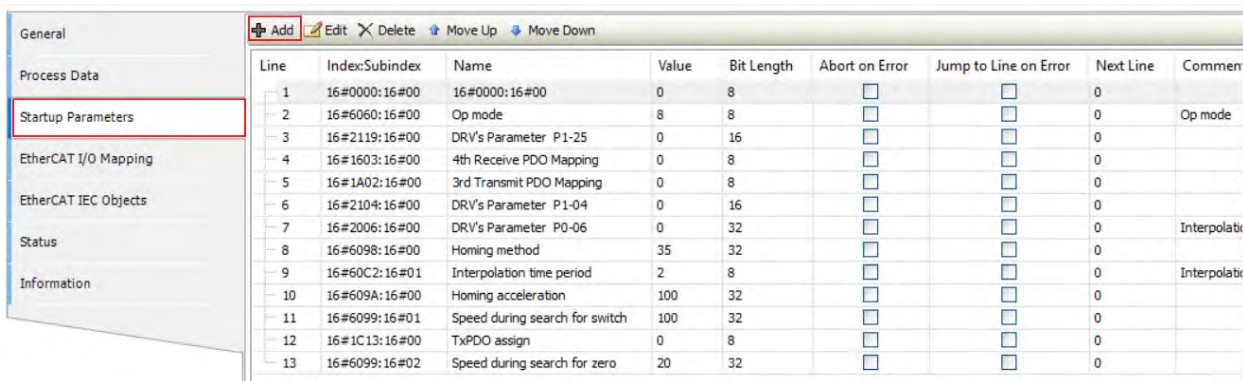 Add Edit Delete Move Up Move Down
General
Process Data
Startup Parameters
EtherCAT I/O Mapping
EtherCAT IEC Objects
Status
Information
Line Index:Subindex Name Value Bit Length Abort on Error Jump to Line on Error Next Line Commen
1 16#0000:16#00 16#0000:16#00 0 8 0
2 16#6060:16#00 Op mode 8 8 0 Op mode
3 16#2119:16#00 DRV's Parameter P1-25 0 16 0
4 16#1603:16#00 4th Receive PDO Mapping 0 8 0
5 16#1A02:16#00 3rd Transmit PDO Mapping 0 8 0
6 16#2104:16#00 DRV's Parameter P1-04 0 16 0
7 16#2006:16#00 DRV's Parameter P0-06 0 32 0 Interpolati
8 16#6098:16#00 Homing method 35 32 0
9 16#60C2:16#01 Interpolation time period 2 8 0 Interpolati
10 16#609A:16#00 Homing acceleration 100 32 0
11 16#6099:16#01 Speed during search for switch 100 32 0
12 16#1C13:16#00 TxPDO assign 0 8 0
13 16#6099:16#02 Speed during search for zero 20 32 0